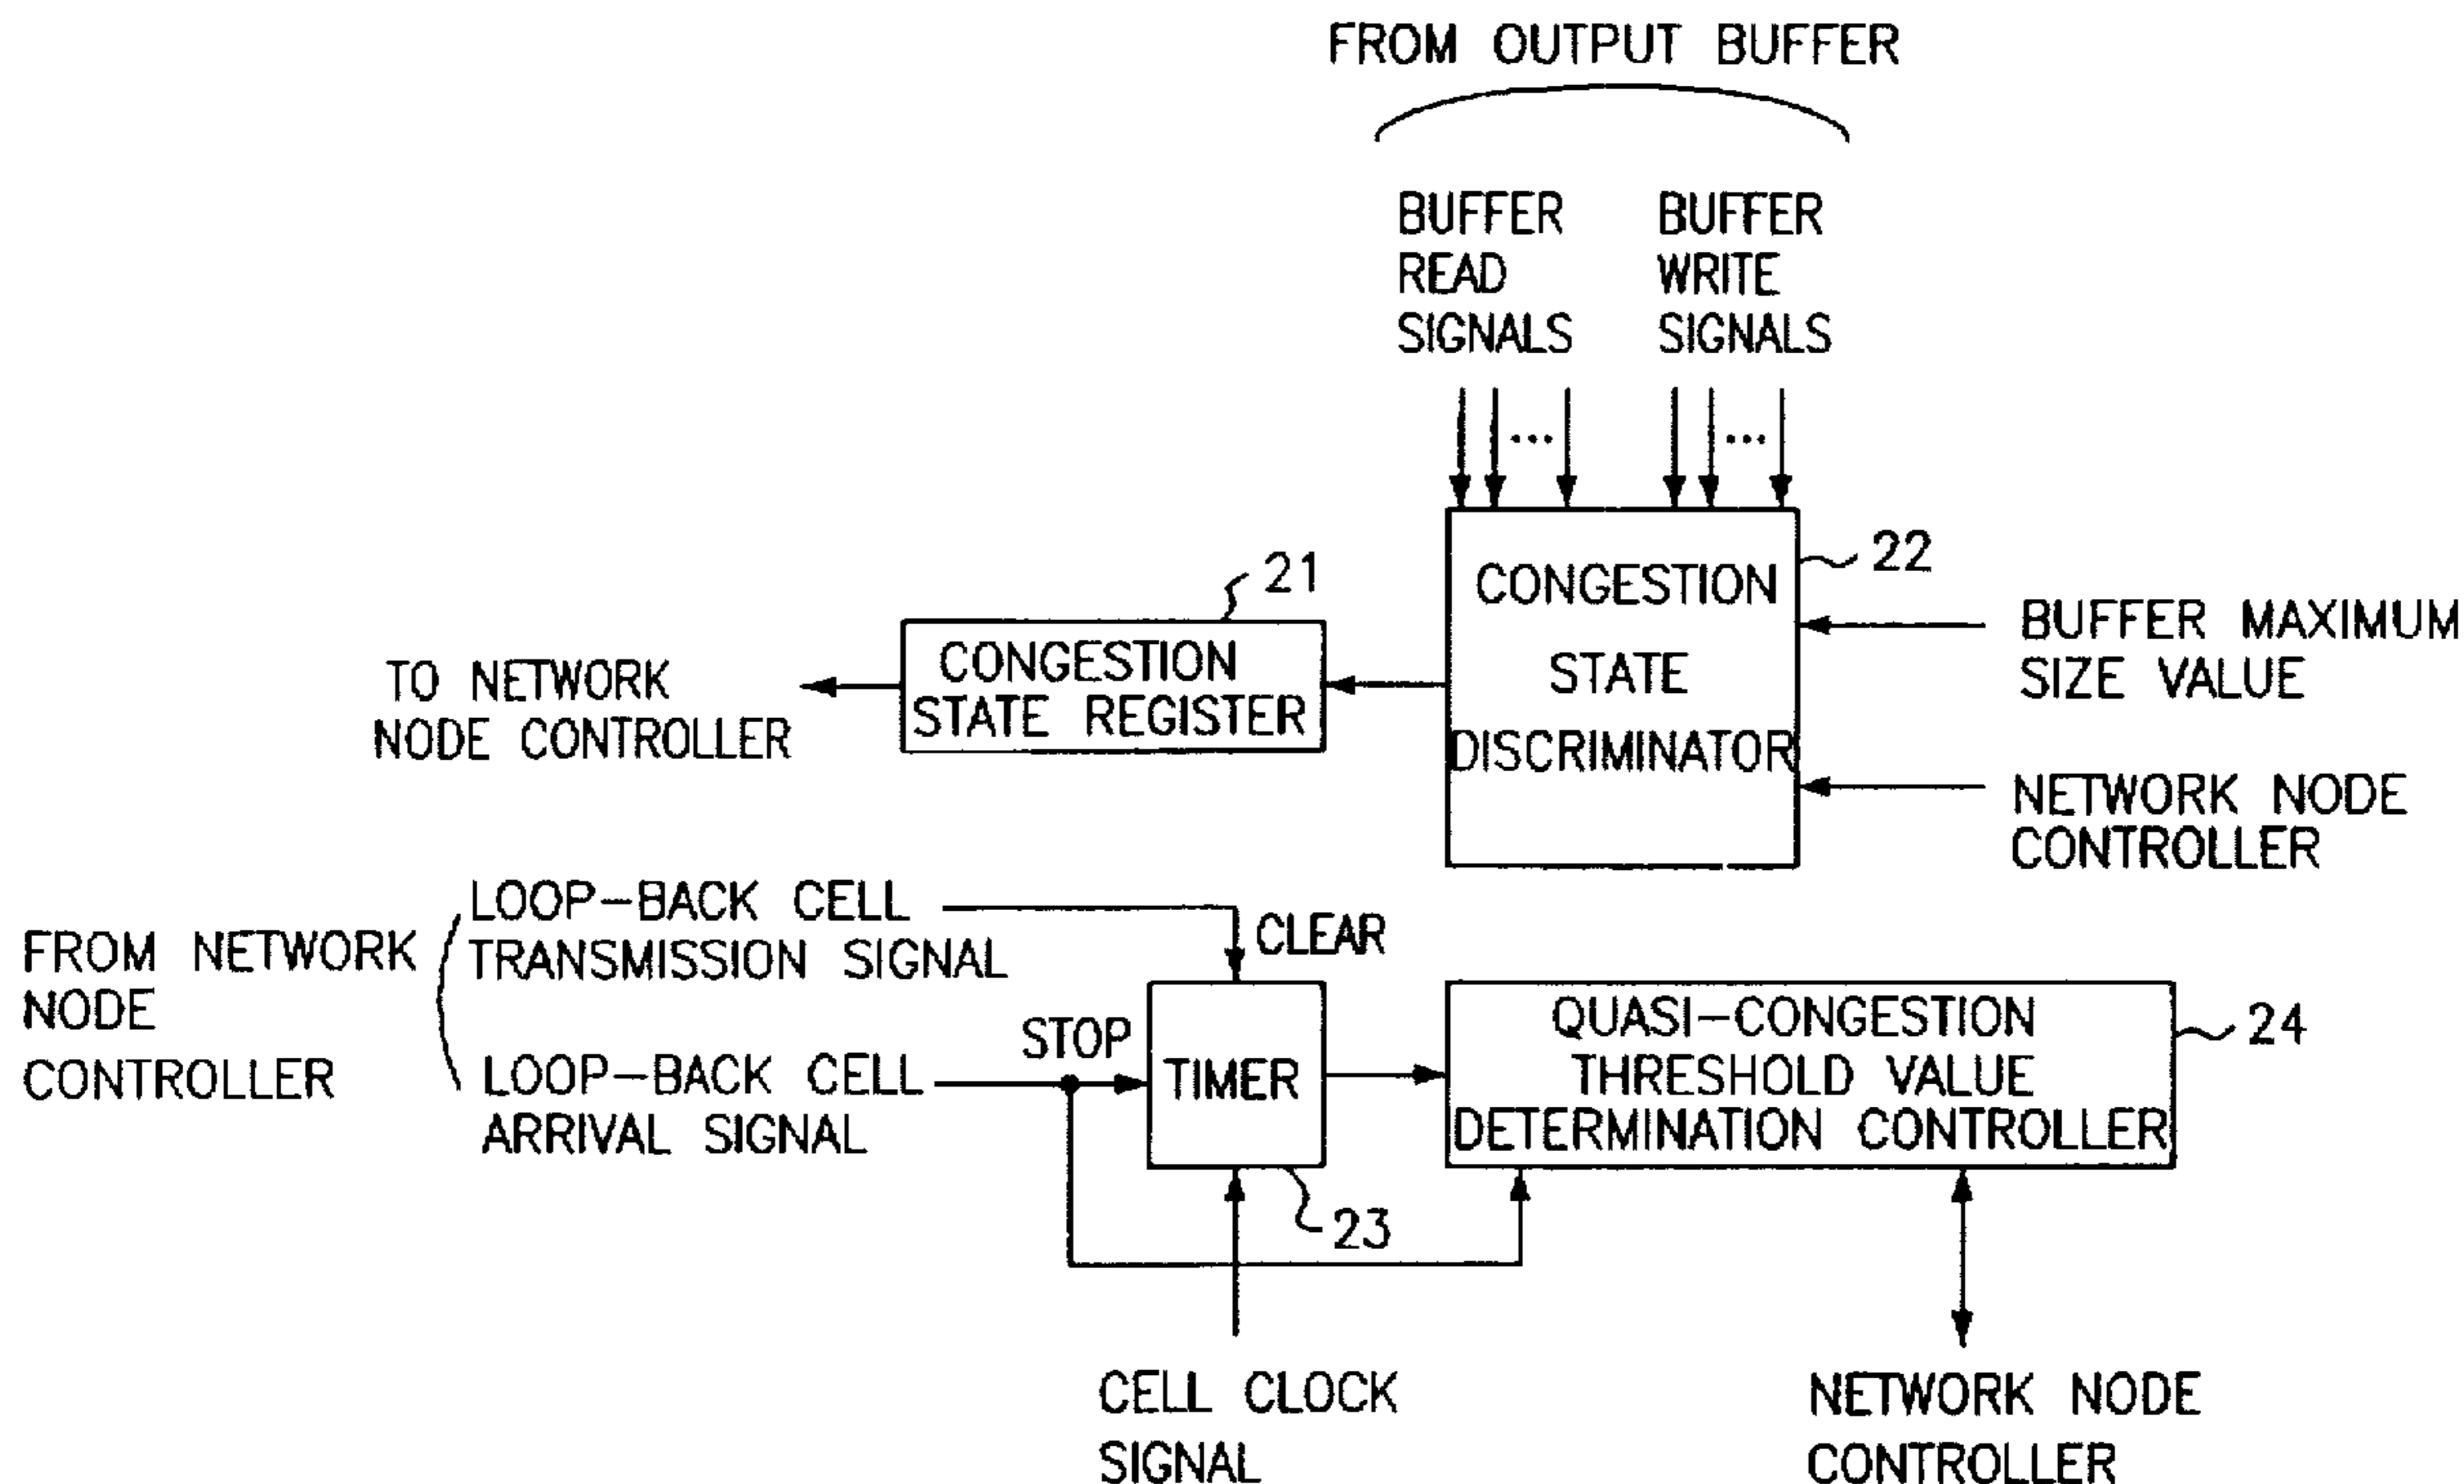 FROM OUTPUT BUFFER
BUFFER
READ
SIGNALS
BUFFER
WRITE
SIGNALS
...
...
22
CONGESTION
STATE
DISCRIMINATOR
BUFFER MAXIMUM
SIZE VALUE
NETWORK NODE
CONTROLLER
21
CONGESTION
STATE REGISTER
TO NETWORK
NODE CONTROLLER
FROM NETWORK
NODE
CONTROLLER
LOOP-BACK CELL
TRANSMISSION SIGNAL
CLEAR
LOOP-BACK CELL
ARRIVAL SIGNAL
STOP
TIMER
23
QUASI-CONGESTION
THRESHOLD VALUE
DETERMINATION CONTROLLER
24
CELL CLOCK
SIGNAL
NETWORK NODE
CONTROLLER